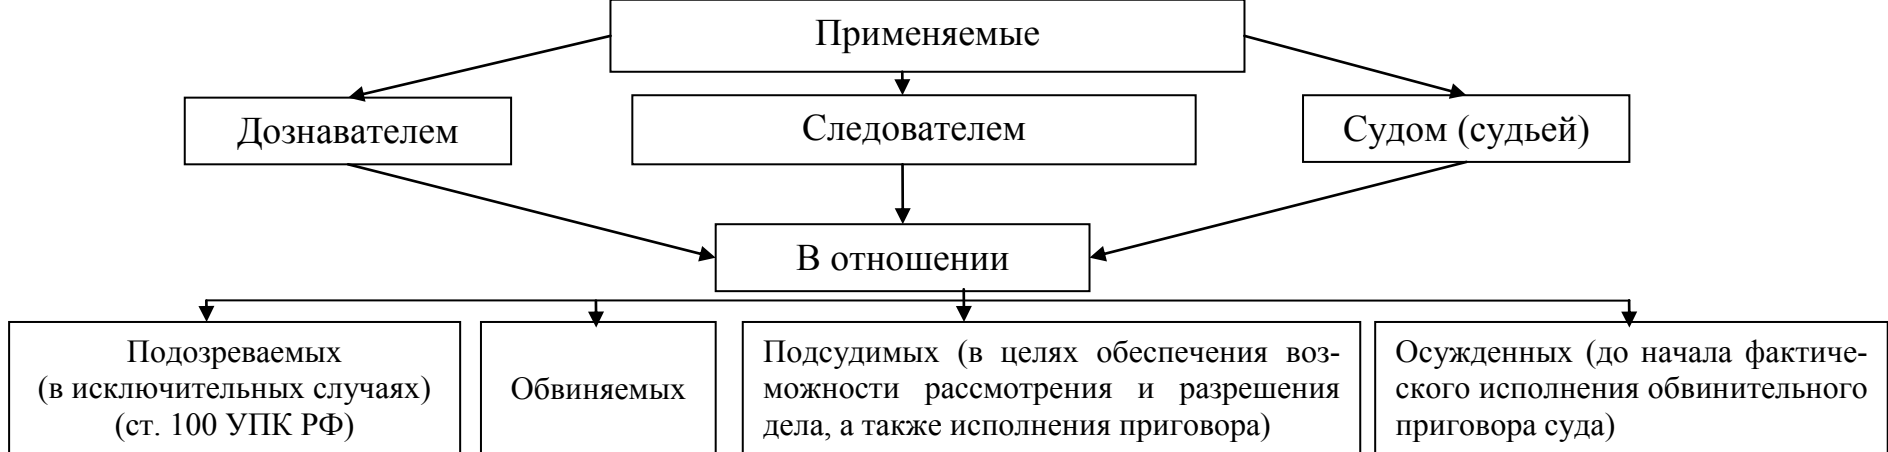 Применяемые
Дознавателем
Следователем
Судом (судьей)
В отношении
Подозреваемых
(в исключительных случаях)
(ст. 100 УПК РФ)
Обвиняемых
Подсудимых (в целях обеспечения воз-
можности рассмотрения и разрешения
дела, а также исполнения приговора)
Осужденных (до начала фактиче-
ского исполнения обвинительного
приговора суда)